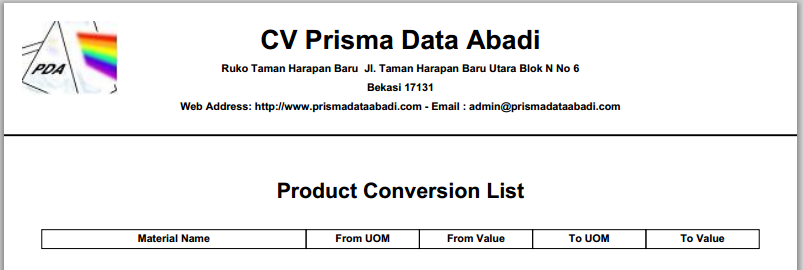 PDA
CV Prisma Data Abadi
Ruko Taman Harapan Baru  Jl. Taman Harapan Baru Utara Blok N No 6
Bekasi 17131
Web Address: http://www.prismadataabadi.com - Email : admin@prismadataabadi.com
Product Conversion List
Material Name From UOM From Value To UOM To Value